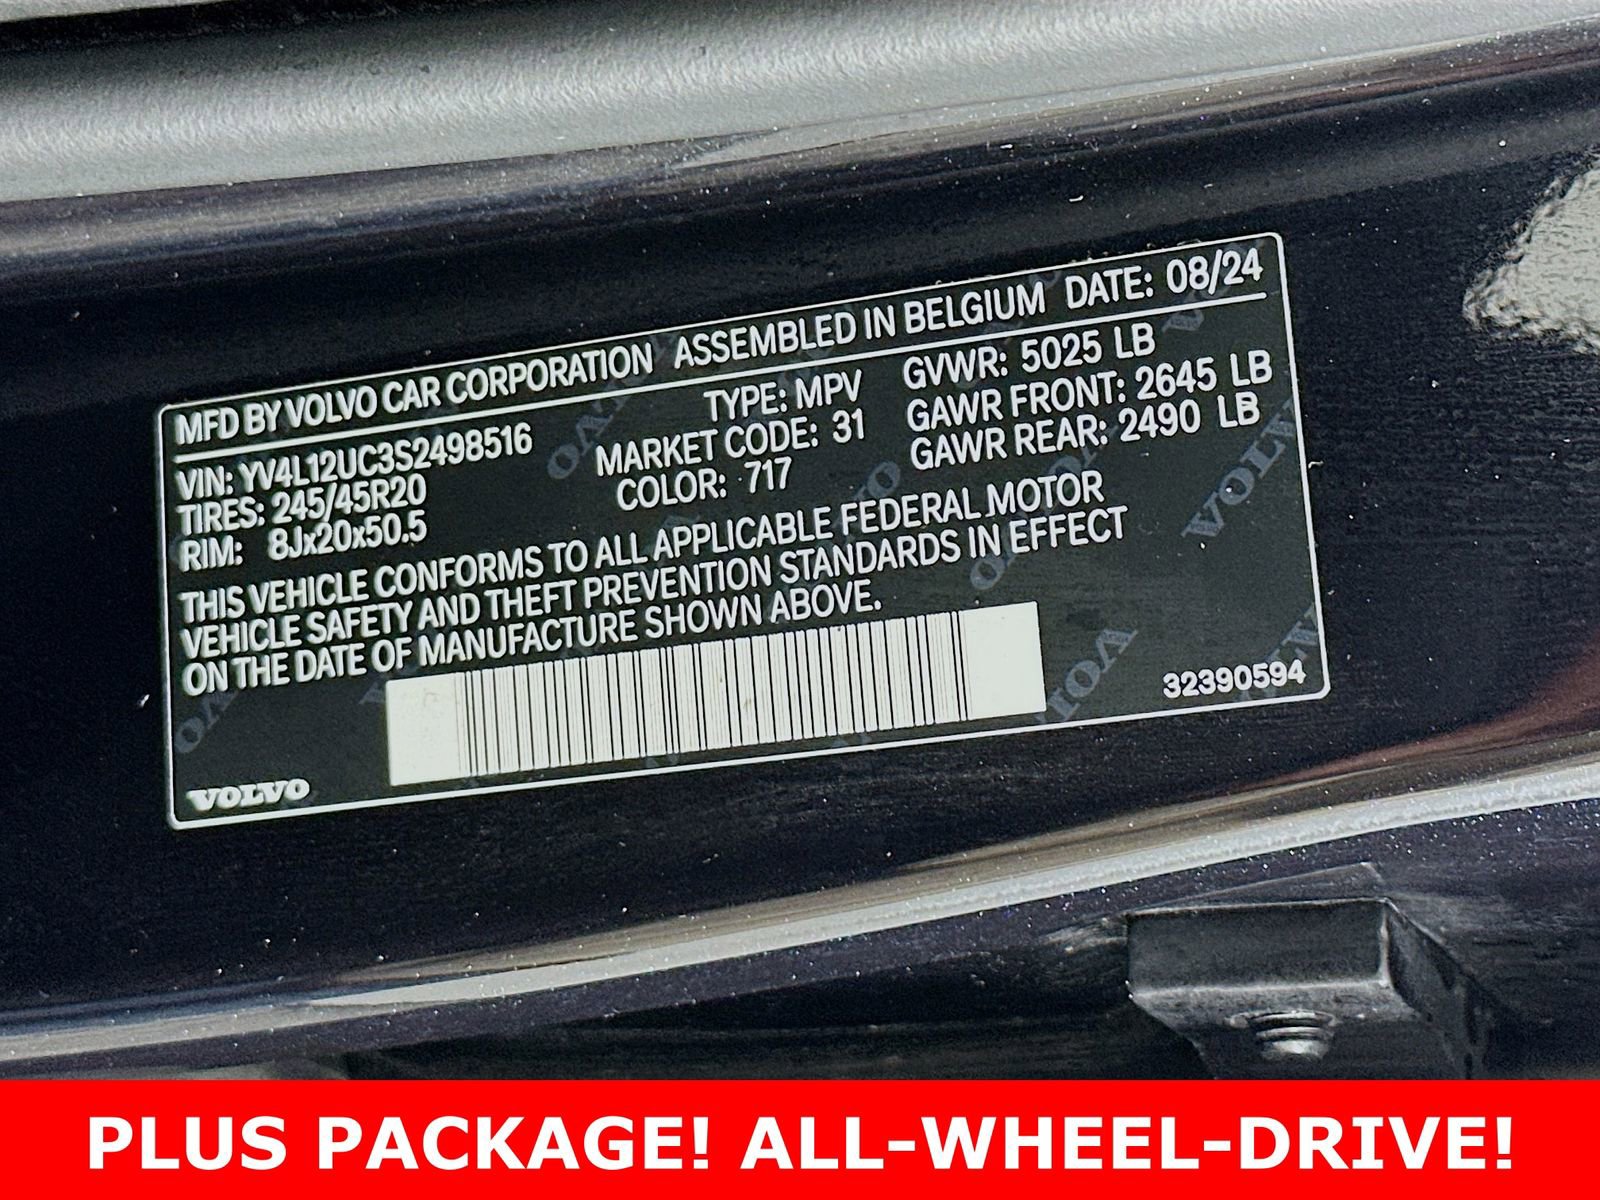 MFD BY VOLVO CAR CORPORATION ASSEMBLED IN BELGIUM DATE: 08/24
VIN: YV4L12UC3S2498516 TYPE: MPV GVWR: 5025 LB
TIRES: 245/45R20 MARKET CODE: 31 GAWR FRONT: 2645 LB
RIM: 8Jx20x50.5 COLOR: 717 GAWR REAR: 2490 LB
THIS VEHICLE CONFORMS TO ALL APPLICABLE FEDERAL MOTOR
VEHICLE SAFETY AND THEFT PREVENTION STANDARDS IN EFFECT
ON THE DATE OF MANUFACTURE SHOWN ABOVE.
32390594
VOLVO
PLUS PACKAGE! ALL-WHEEL-DRIVE!